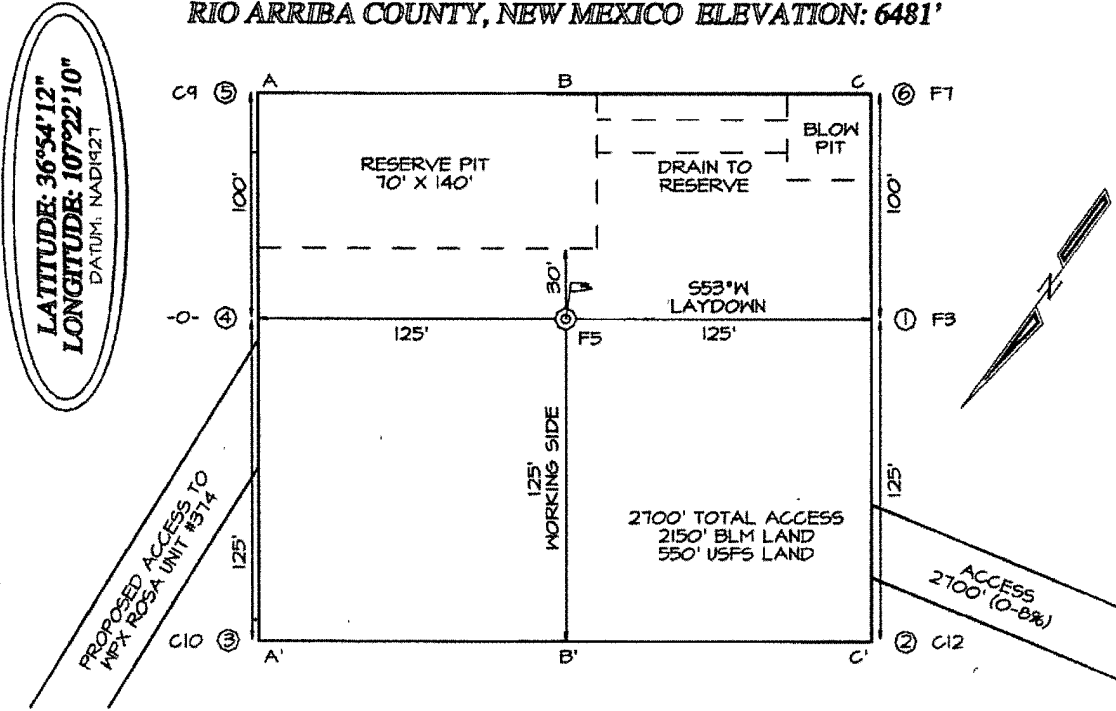 RIO ARRIBA COUNTY, NEW MEXICO ELEVATION: 6481'
LATITUDE: 36°54'12"
LONGITUDE: 107°22'10"
DATUM: NAD1927
A
B
C
C9 ⑤
⑥ F7
RESERVE PIT
70' X 140'
DRAIN TO
RESERVE
BLOW
PIT
100'
100'
30'
S53°W
LAYDOWN
N
-0- ④
125'
F5
125'
① F3
125'
WORKING SIDE
125'
125'
2700' TOTAL ACCESS
2150' BLM LAND
550' USFS LAND
PROPOSED ACCESS TO
WPX ROSA UNIT #374
ACCESS
2700' (0-8%)
C10 ③
② C12
A'
B'
C'